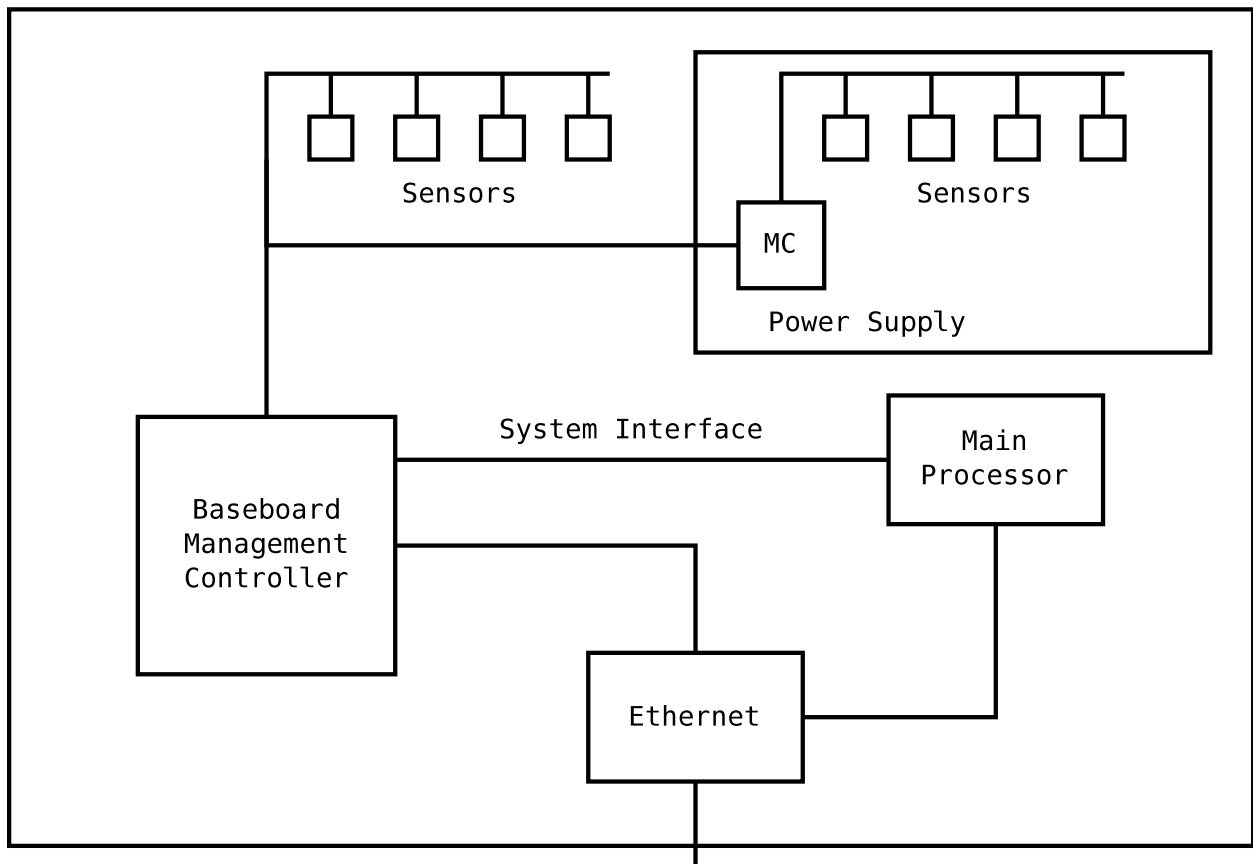 Sensors
Sensors
MC
Power Supply
System Interface
Main
Processor
Baseboard
Management
Controller
Ethernet